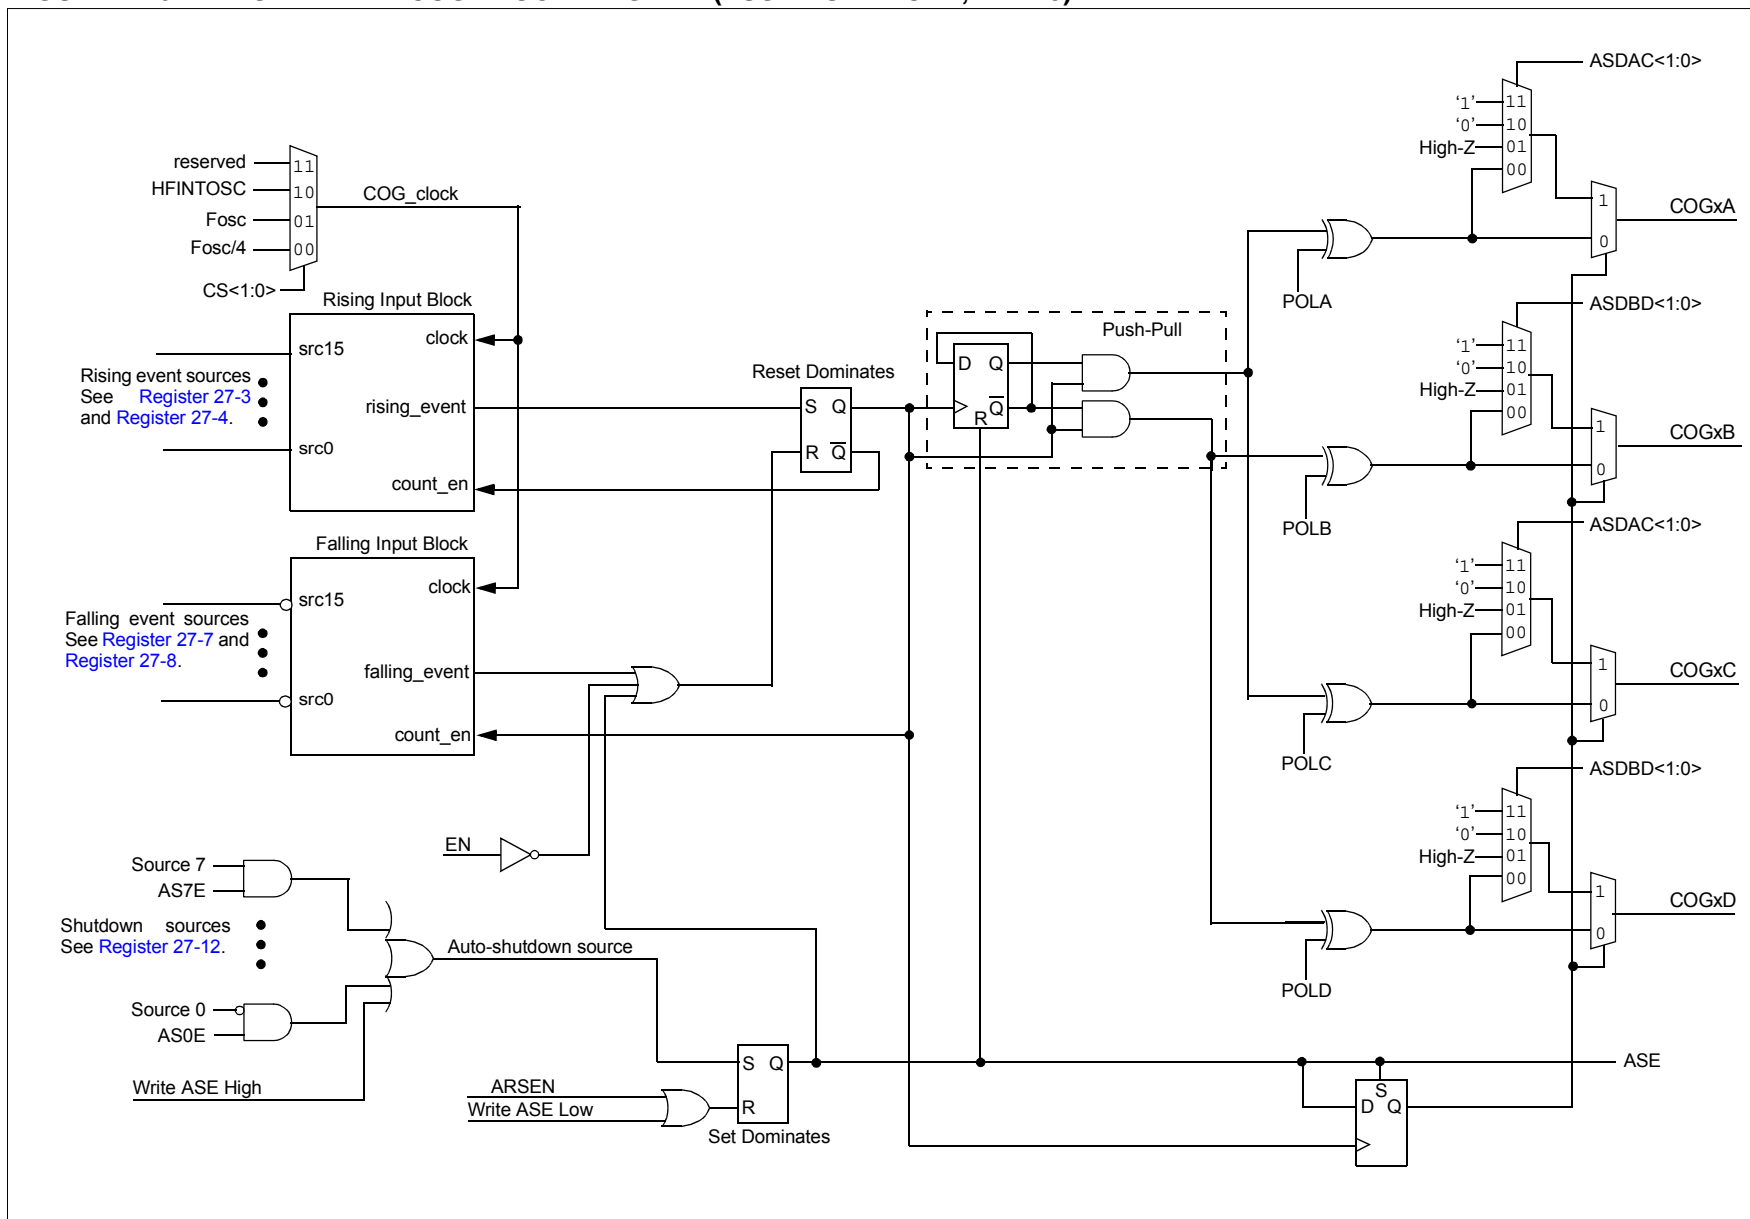 ASDAC<1:0>
'1' 11
'0' 10
High-Z 01
00
1
COGxA
0
POLA
reserved 11
HFINTOSC 10
Fosc 01
Fosc/4 00
COG_clock
CS<1:0>
Rising Input Block
clock
src15
Rising event sources
See Register 27-3
and Register 27-4.
rising_event
src0
count_en
Reset Dominates
S Q
R Q
Push-Pull
D Q
Q
R
ASDBD<1:0>
'1' 11
'0' 10
High-Z 01
00
1
COGxB
0
POLB
Falling Input Block
clock
src15
Falling event sources
See Register 27-7 and
Register 27-8.
falling_event
src0
count_en
ASDAC<1:0>
'1' 11
'0' 10
High-Z 01
00
1
COGxC
0
POLC
EN
Source 7
AS7E
Shutdown sources
See Register 27-12.
Auto-shutdown source
Source 0
AS0E
Write ASE High
ASDBD<1:0>
'1' 11
'0' 10
High-Z 01
00
1
COGxD
0
POLD
S Q
R
ARSEN
Write ASE Low
Set Dominates
ASE
S
D Q